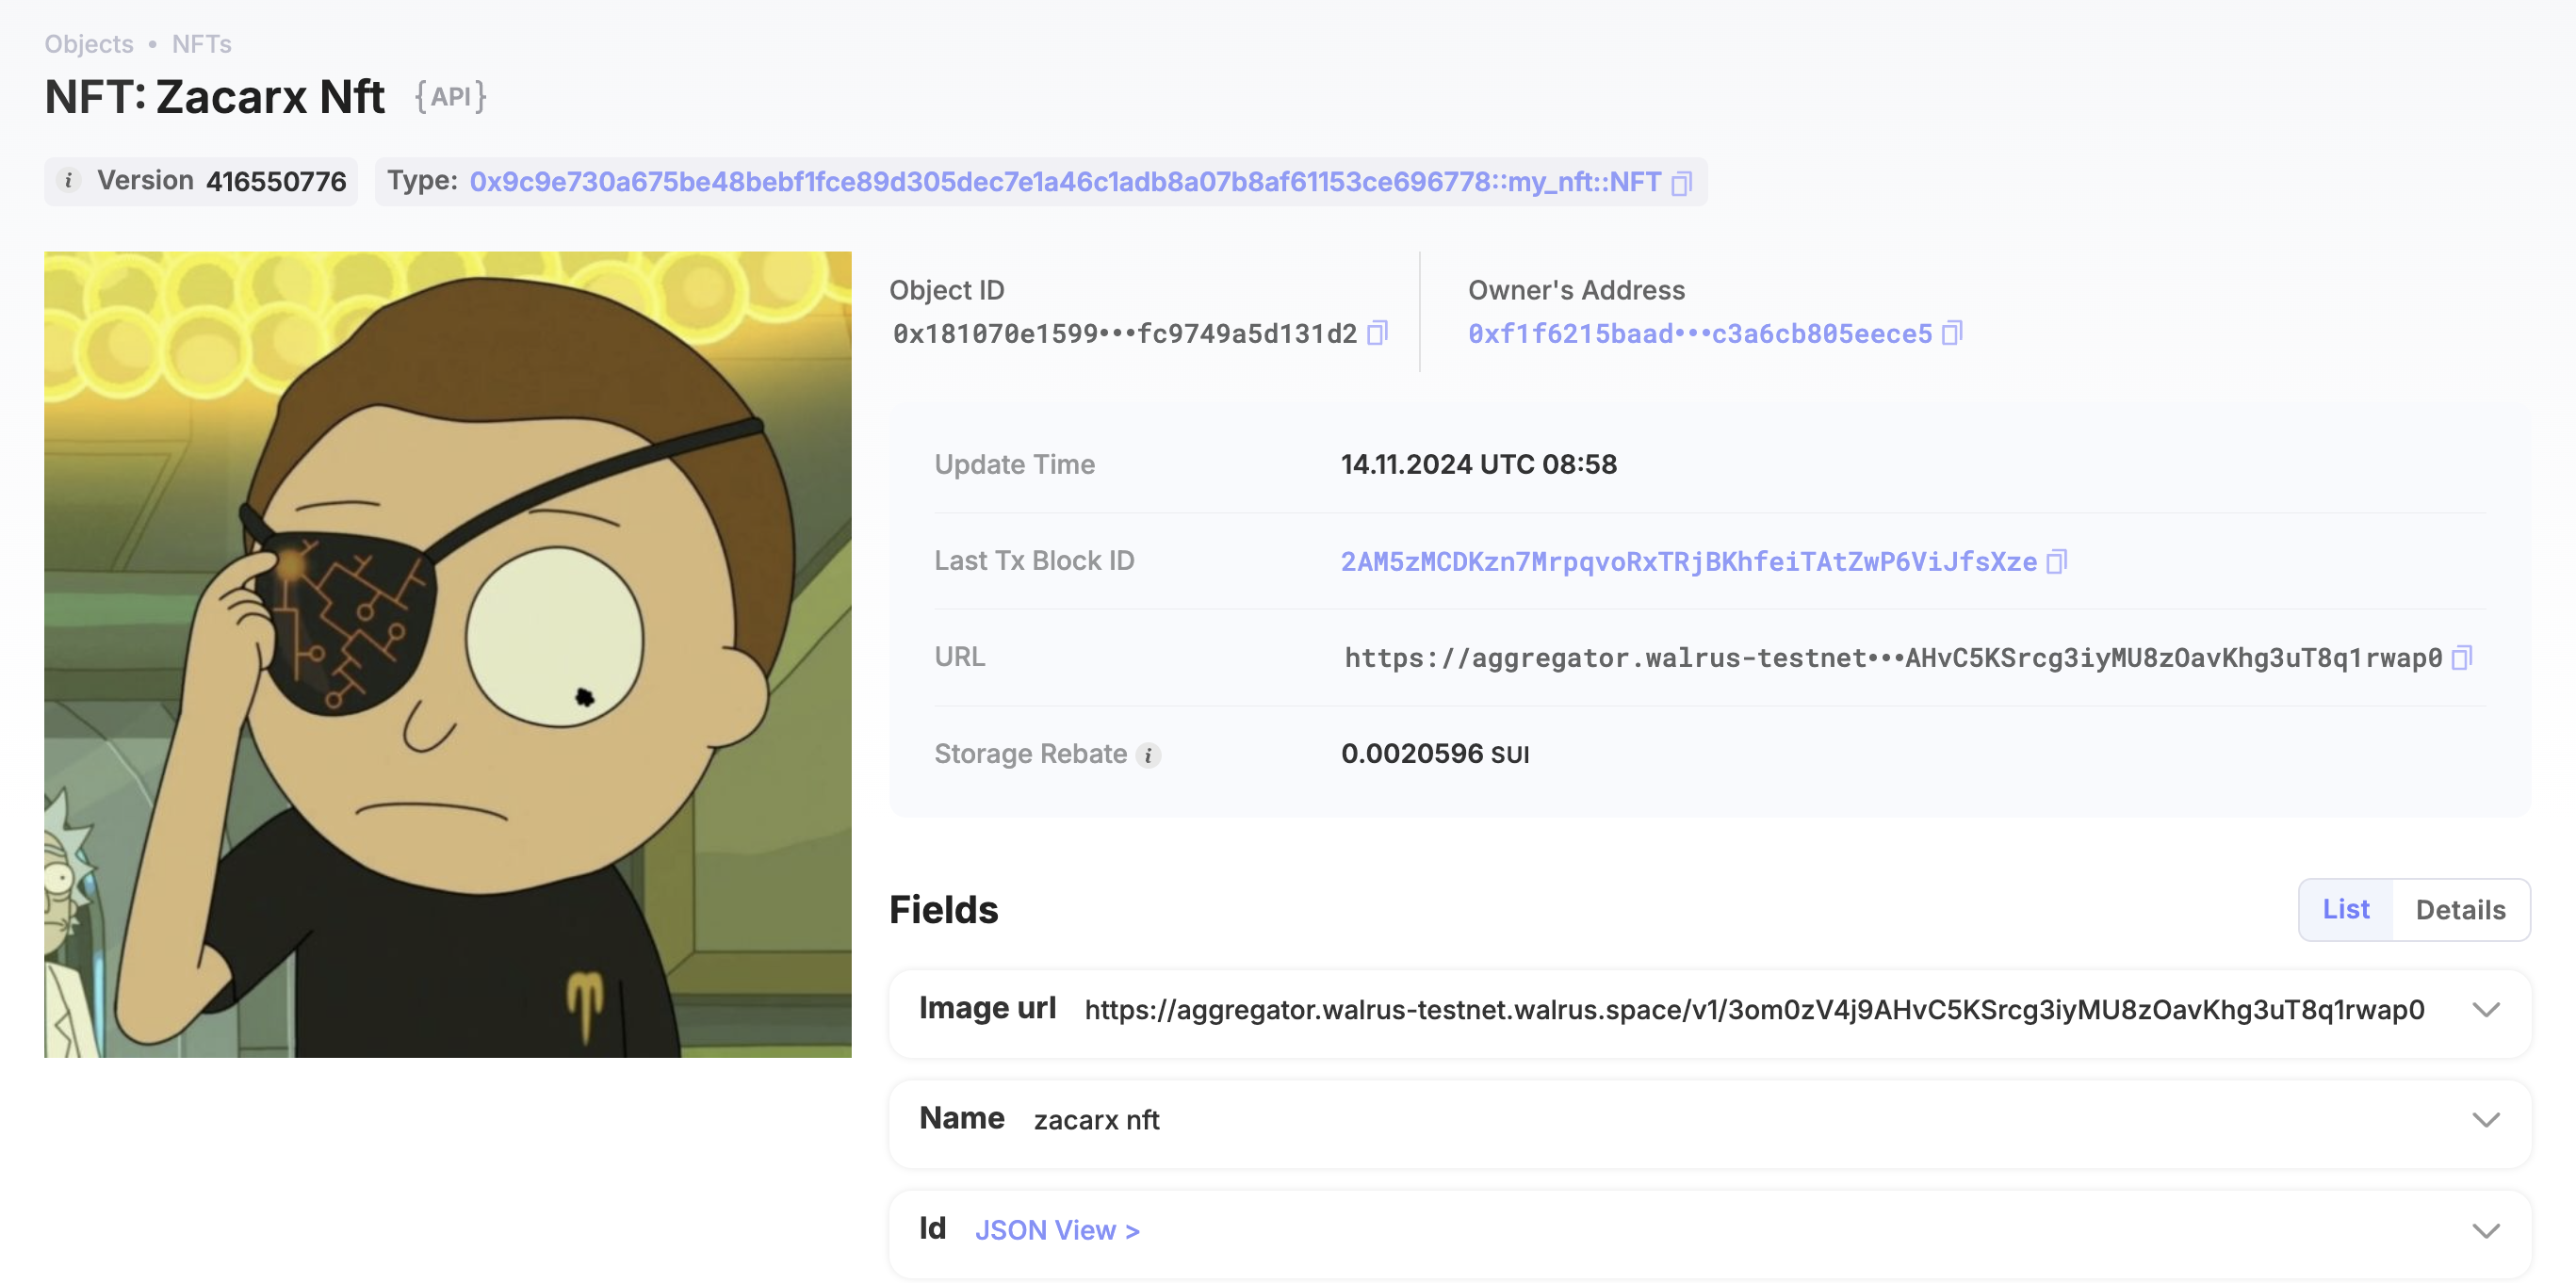 Objects • NFTs
NFT: Zacarx Nft {API}
i Version 416550776 Type: 0x9c9e730a675be48bebf1fce89d305dec7e1a46c1adb8a07b8af61153ce696778::my_nft::NFT
Object ID
0x181070e1599•••fc9749a5d131d2
Owner's Address
0xf1f6215baad•••c3a6cb805eece5
Update Time 14.11.2024 UTC 08:58
Last Tx Block ID 2AM5zMCDKzn7MrpqvoRxTRjBKhfeiTAtZwP6ViJfsXze
URL https://aggregator.walrus-testnet•••AHvC5KSrcg3iyMU8zOavKhg3uT8q1rwap0
Storage Rebate i 0.0020596 SUI
Fields List Details
Image url https://aggregator.walrus-testnet.walrus.space/v1/3om0zV4j9AHvC5KSrcg3iyMU8zOavKhg3uT8q1rwap0
Name zacarx nft
Id JSON View >